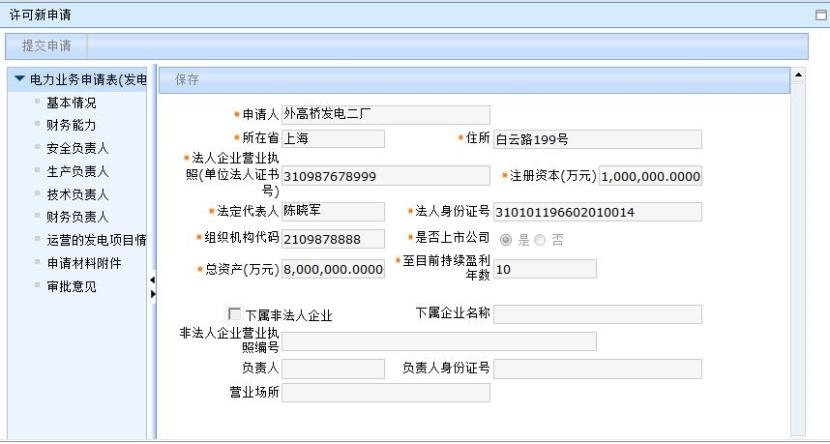 许可新申请
提交申请
电力业务申请表(发电
基本情况
财务能力
安全负责人
生产负责人
技术负责人
财务负责人
运营的发电项目情
申请材料附件
审批意见
保存
*申请人 外高桥发电二厂
*所在省 上海 *住所 白云路199号
*法人企业营业执
照(单位法人证书
号) 310987678999 *注册资本(万元) 1,000,000.0000
*法定代表人 陈晓军 *法人身份证号 310101196602010014
*组织机构代码 2109878888 *是否上市公司 是 否
*总资产(万元) 8,000,000.0000 *至目前持续盈利
年数 10
下属非法人企业 下属企业名称
非法人企业营业执
照编号
负责人 负责人身份证号
营业场所